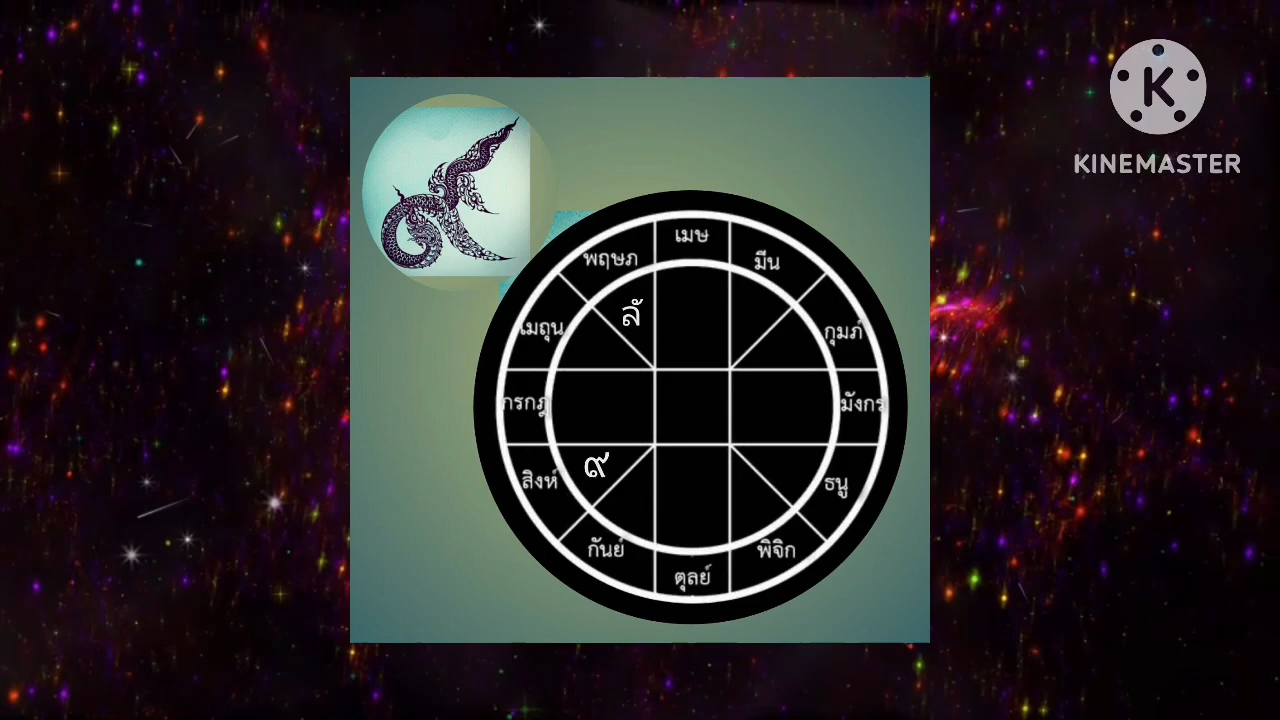 KINEMASTER
เมษ
พฤษภ
มีน
ลั
เมถุน
กุมภ์
กรกฎ
มังกร
๙
สิงห์
ธนู
กันย์
พิจิก
ตุลย์